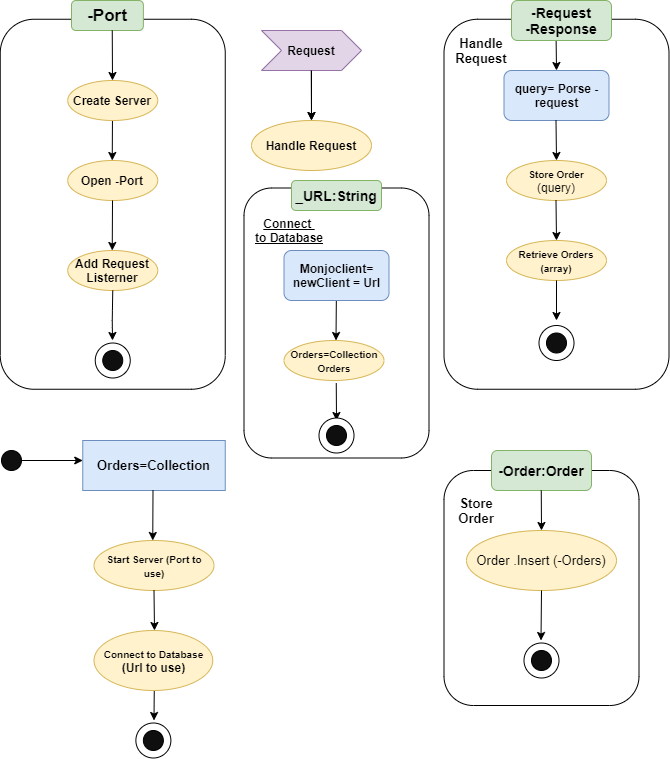 -Port
Create Server
Open -Port
Add Request
Listerner
Request
Handle Request
_URL:String
Connect
to Database
Monjoclient=
newClient = Url
Orders=Collection
Orders
-Request
-Response
Handle
Request
query= Porse -
request
Store Order
(query)
Retrieve Orders
(array)
Orders=Collection
Start Server (Port to
use)
Connect to Database
(Url to use)
-Order:Order
Store
Order
Order .Insert (-Orders)